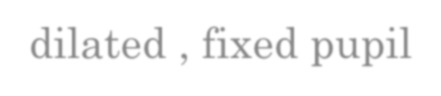 dilated , fixed pupil